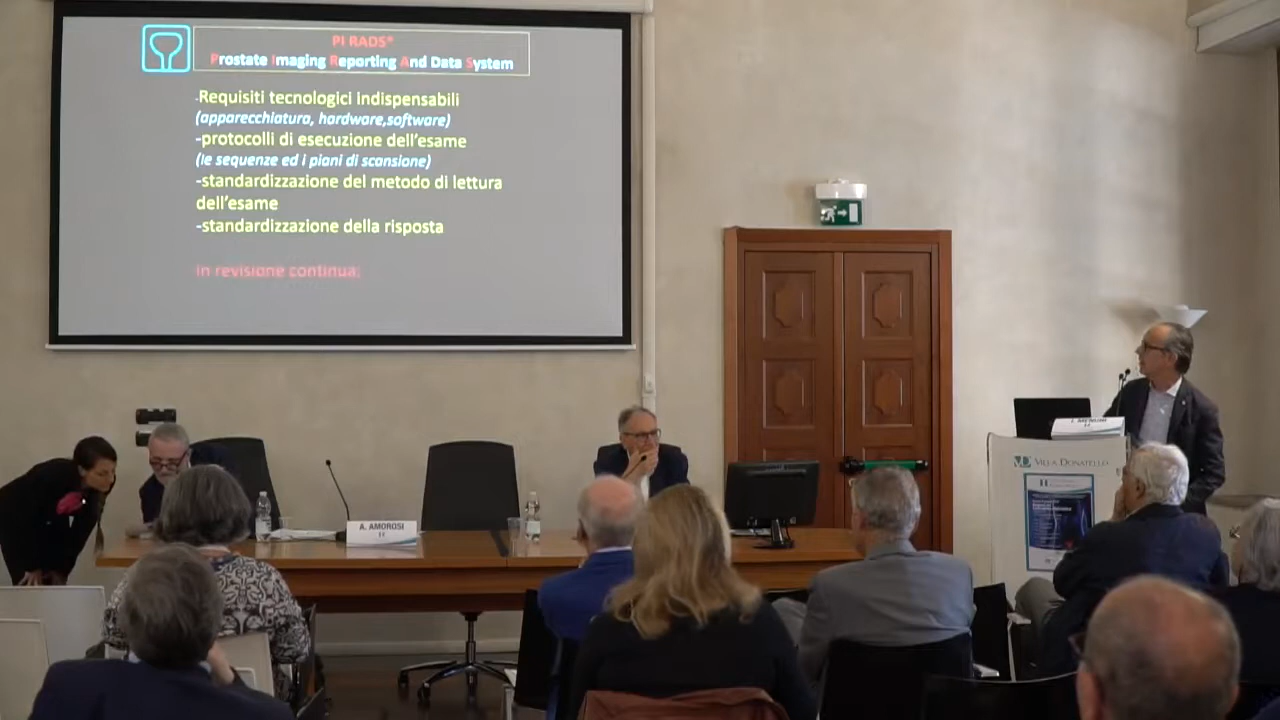 PI RADS®
Prostate Imaging Reporting And Data System
-Requisiti tecnologici indispensabili
(apparecchiatura, hardware,software)
-protocolli di esecuzione dell'esame
(le sequenze ed i piani di scansione)
-standardizzazione del metodo di lettura
dell'esame
-standardizzazione della risposta
in revisione continua:
A. AMOROSI
VILLA DONATELLO